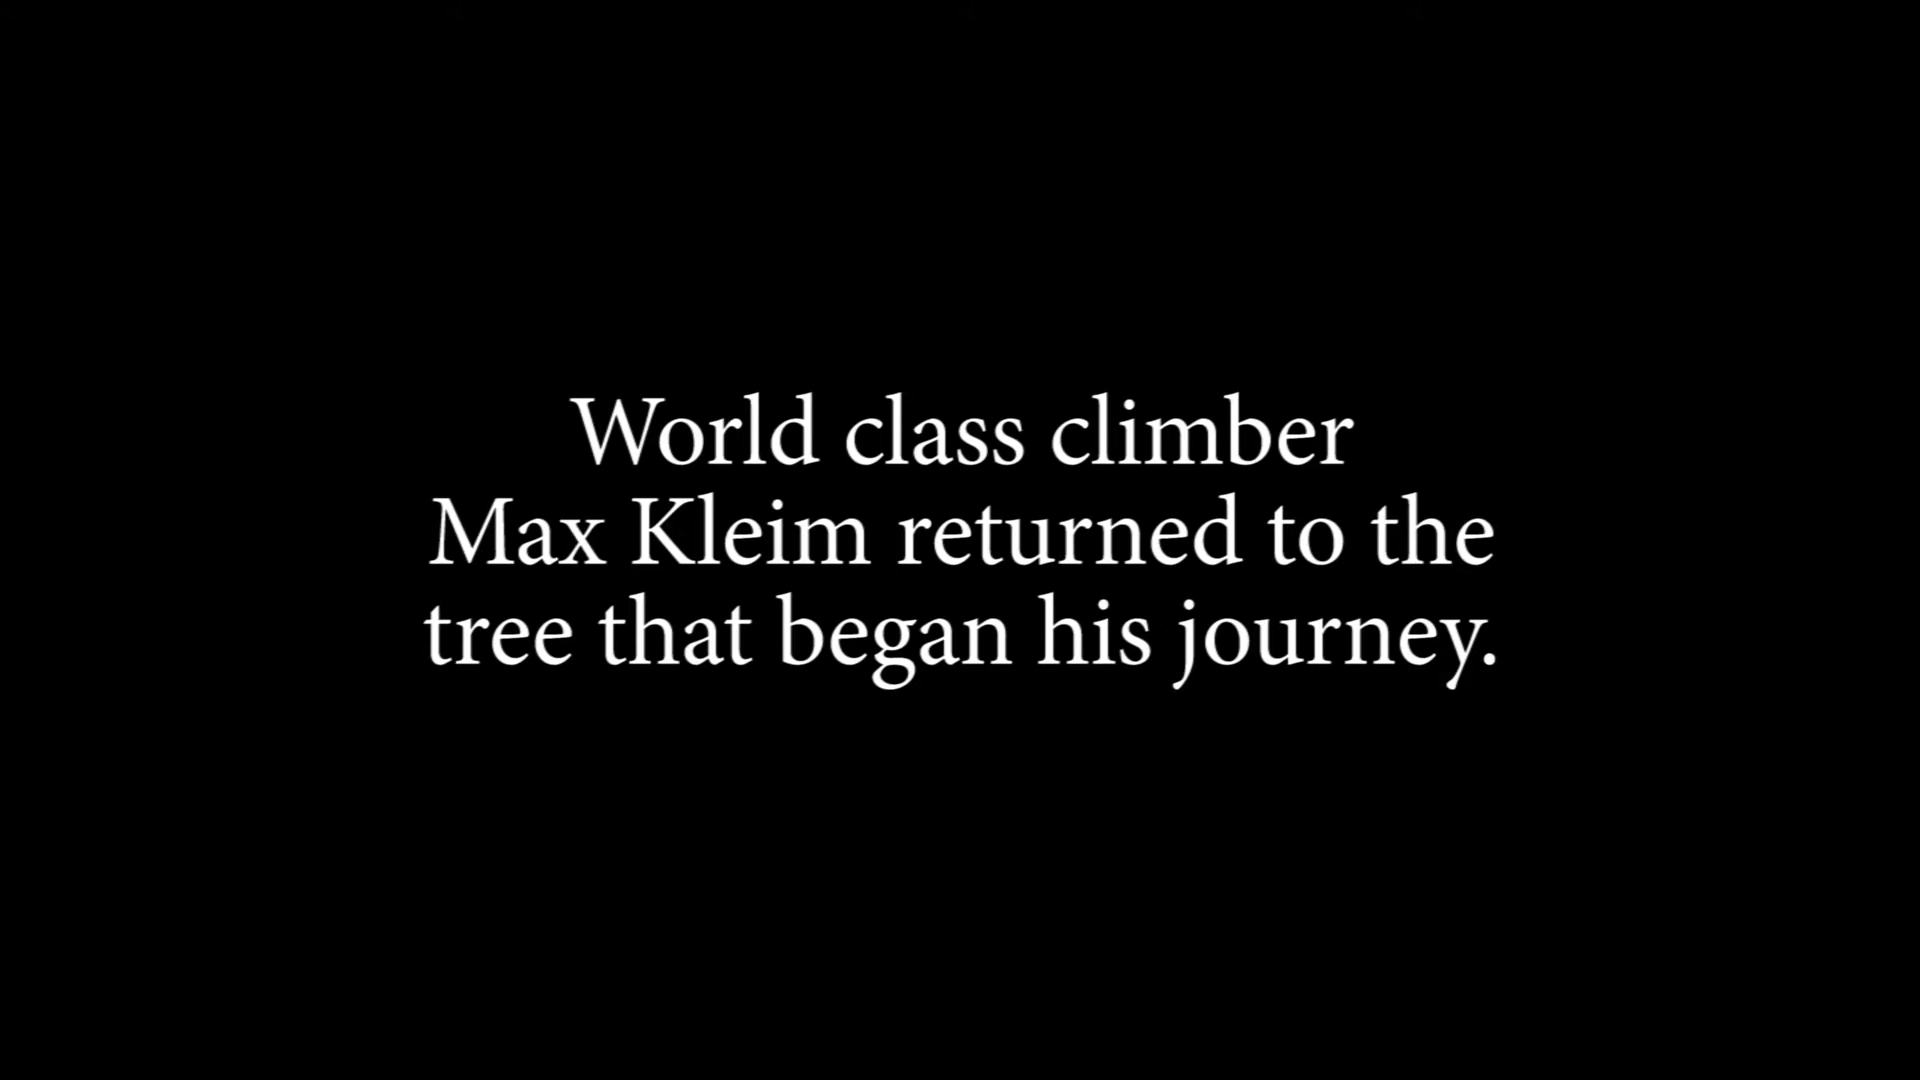 World class climber
Max Kleim returned to the
tree that began his journey.